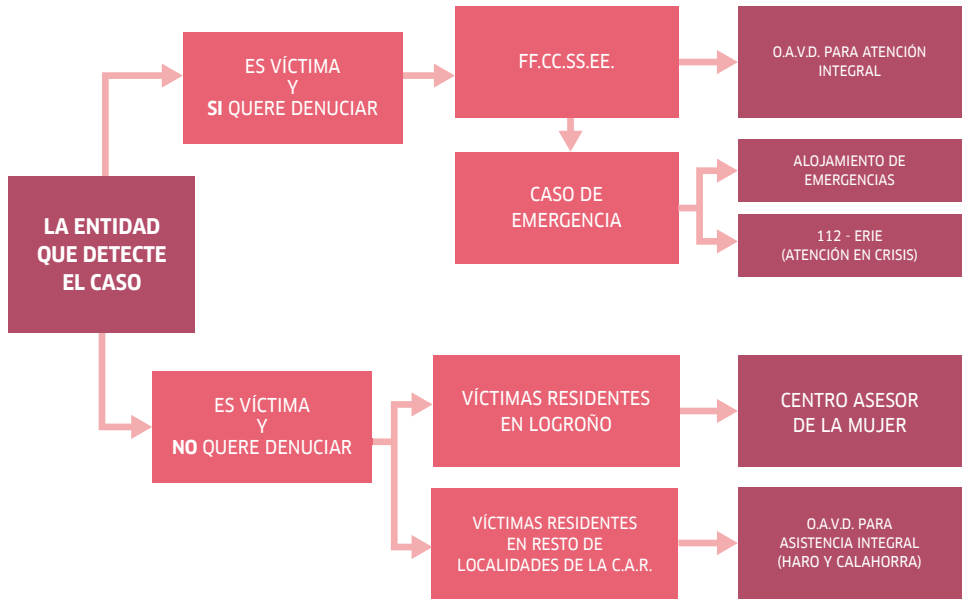 LA ENTIDAD
QUE DETECTE
EL CASO
ES VÍCTIMA
Y
SI QUERE DENUCIAR
FF.CC.SS.EE.
O.A.V.D. PARA ATENCIÓN
INTEGRAL
CASO DE
EMERGENCIA
ALOJAMIENTO DE
EMERGENCIAS
112 - ERIE
(ATENCIÓN EN CRISIS)
ES VÍCTIMA
Y
NO QUERE DENUCIAR
VÍCTIMAS RESIDENTES
EN LOGROÑO
CENTRO ASESOR
DE LA MUJER
VÍCTIMAS RESIDENTES
EN RESTO DE
LOCALIDADES DE LA C.A.R.
O.A.V.D. PARA
ASISTENCIA INTEGRAL
(HARO Y CALAHORRA)